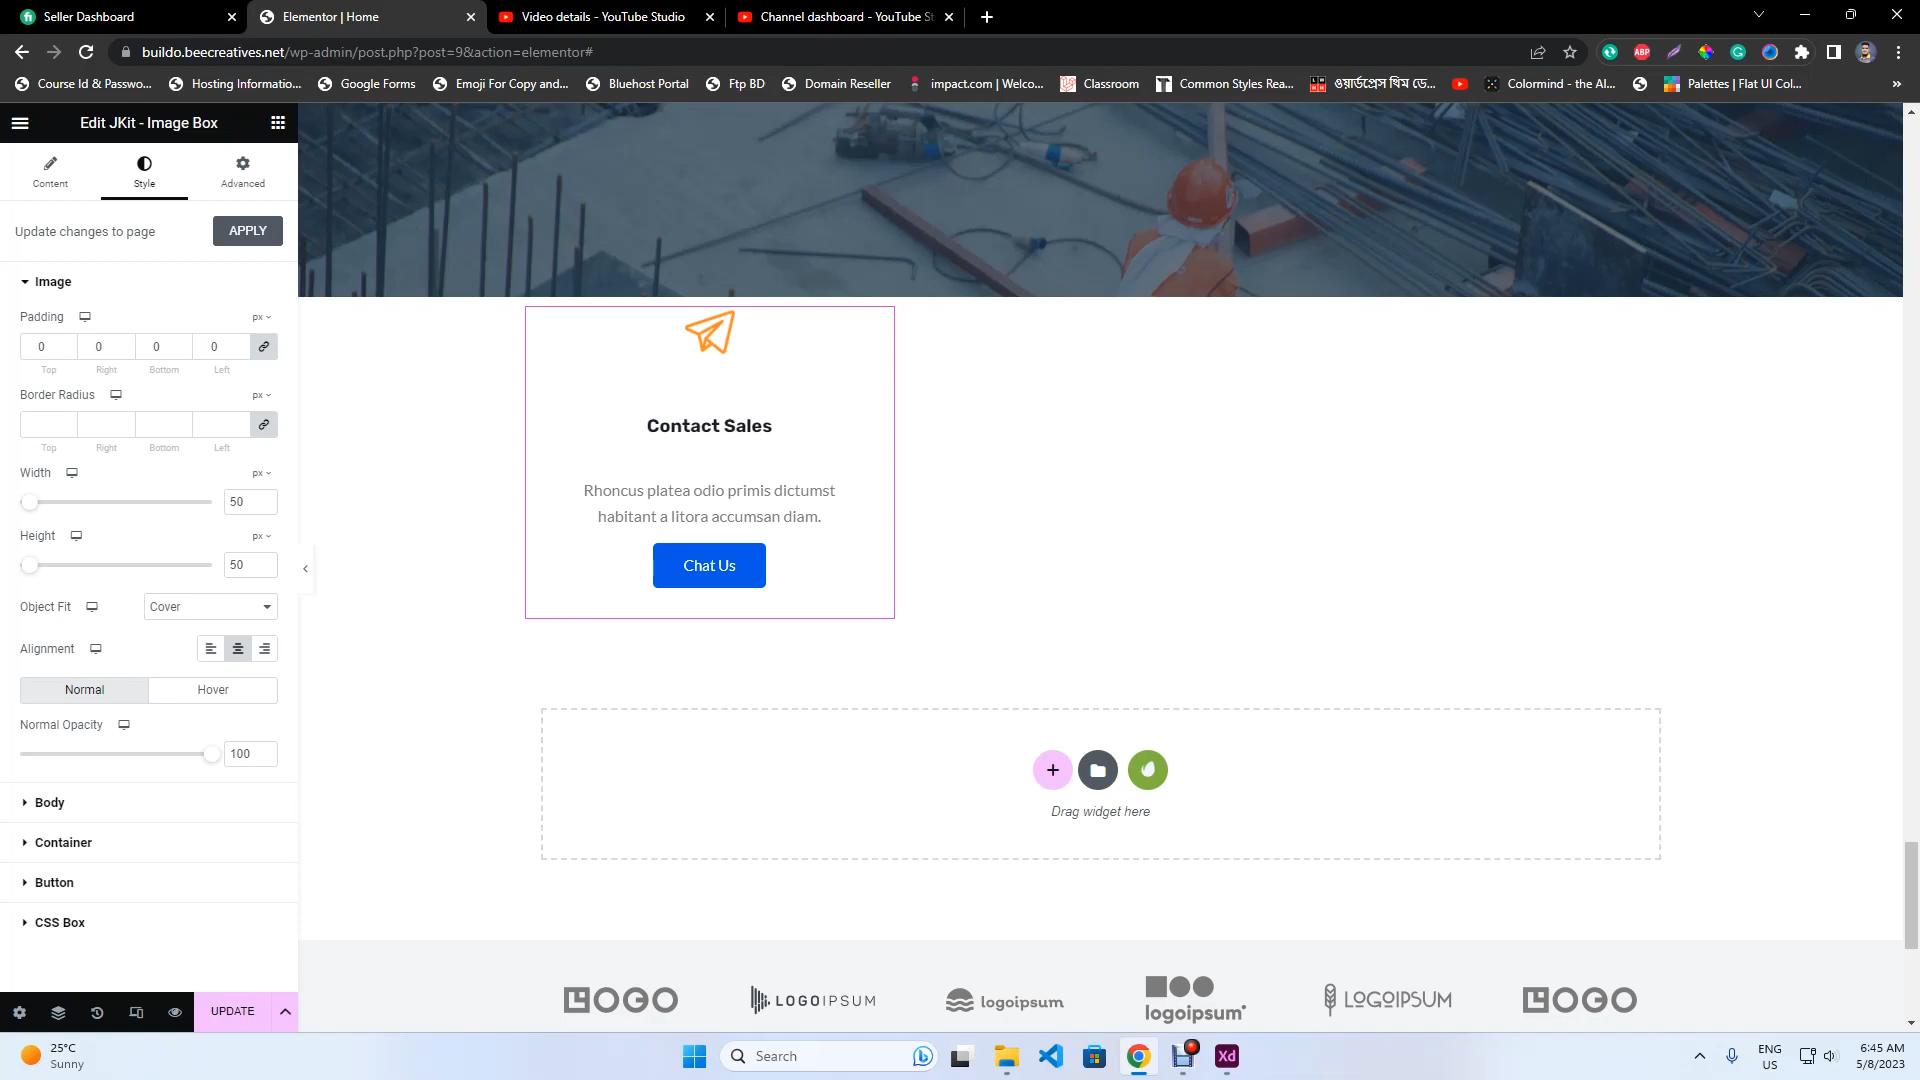 Seller Dashboard
Elementor | Home
Video details - YouTube Studio
Channel dashboard - YouTube St
buildo.beecreatives.net/wp-admin/post.php?post=9&action=elementor#
ABP
Course Id & Passwo...
Hosting Informatio...
Google Forms
Emoji For Copy and...
Bluehost Portal
Ftp BD
Domain Reseller
impact.com | Welco...
Classroom
Common Styles Rea...
ওয়ার্ডপ্রেস থিম ডে...
Colormind - the AI...
Palettes | Flat UI Col...
Edit JKit - Image Box
Content
Style
Advanced
Update changes to page
APPLY
Image
Padding
px
0 0 0 0
Top Right Bottom Left
Border Radius
px
Top Right Bottom Left
Width
px
50
Height
px
50
Object Fit
Cover
Alignment
Normal
Hover
Normal Opacity
100
Body
Container
Button
CSS Box
UPDATE
Contact Sales
Rhoncus platea odio primis dictumst
habitant a litora accumsan diam.
Chat Us
Drag widget here
LOGO
LOGOIPSUM
logoipsum
logoipsum
LOGOIPSUM
LOGO
25°C
Sunny
Search
Xd
ENG
US
6:45 AM
5/8/2023